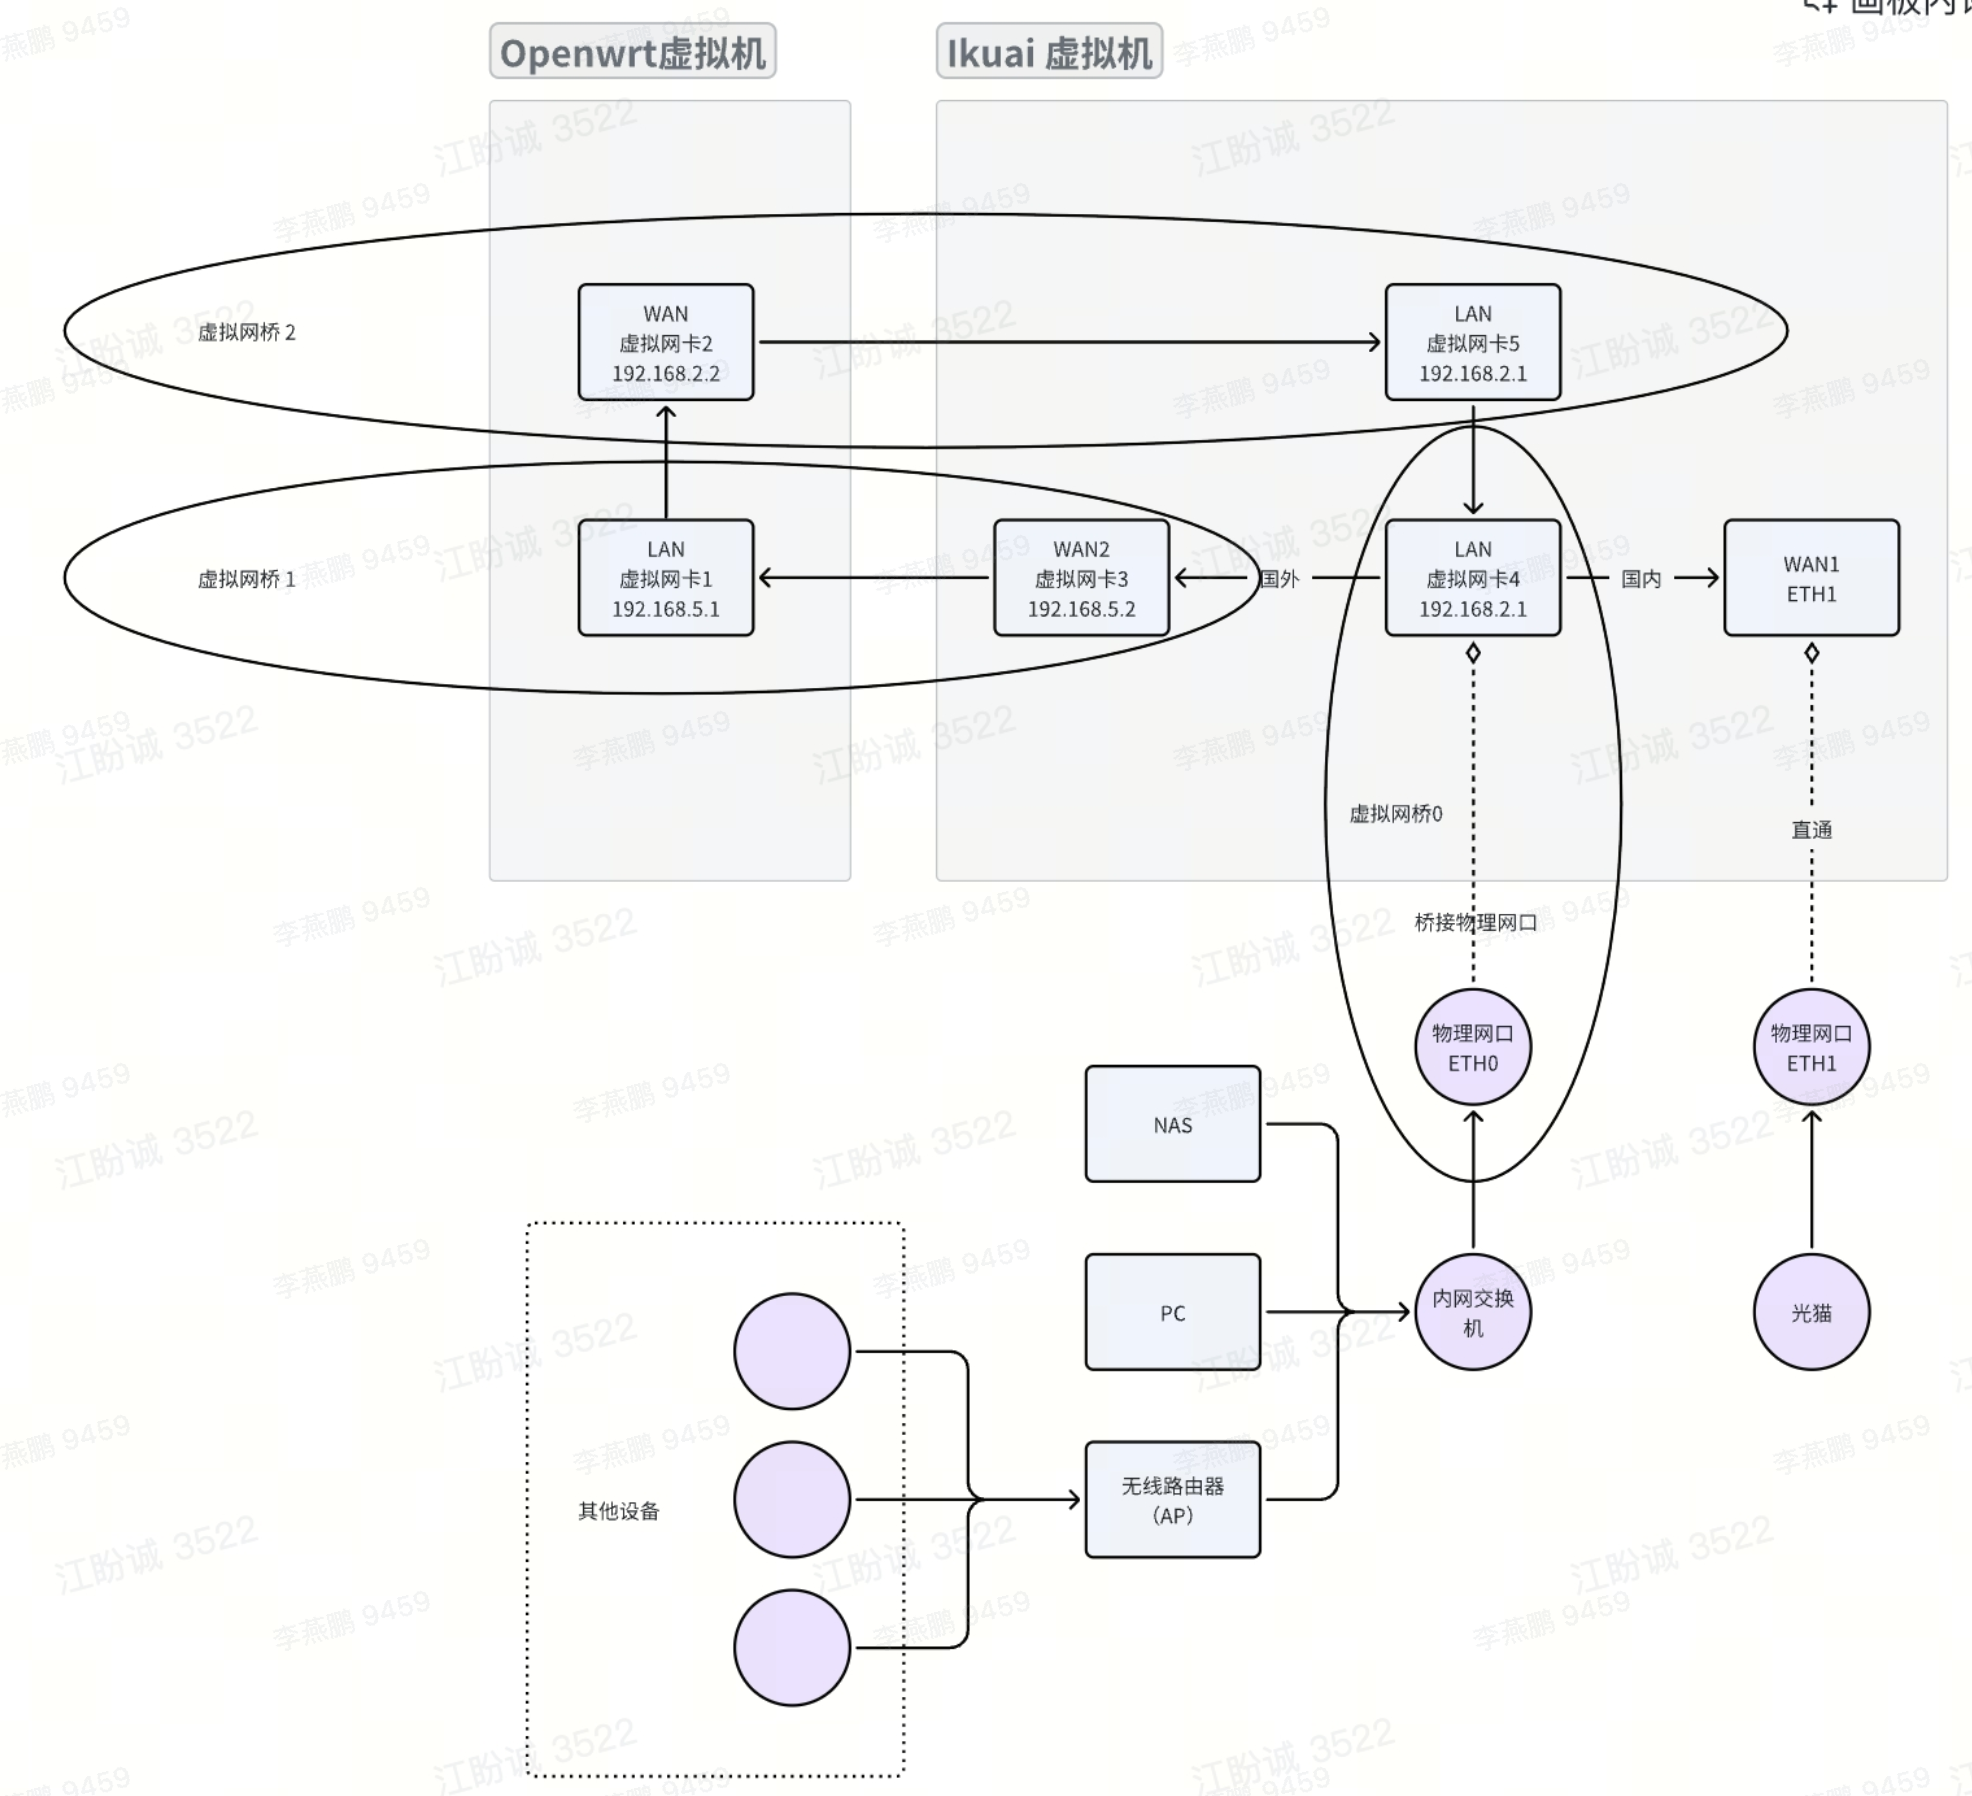 Openwrt虚拟机
Ikuai 虚拟机
虚拟网桥 2
WAN
虚拟网卡2
192.168.2.2
LAN
虚拟网卡5
192.168.2.1
虚拟网桥 1
LAN
虚拟网卡1
192.168.5.1
WAN2
虚拟网卡3
192.168.5.2
国外
LAN
虚拟网卡4
192.168.2.1
国内
WAN1
ETH1
虚拟网桥0
直通
桥接物理网口
物理网口
ETH0
物理网口
ETH1
NAS
PC
内网交换
机
光猫
其他设备
无线路由器
（AP）
江盼诚 3522
李燕鹏 9459